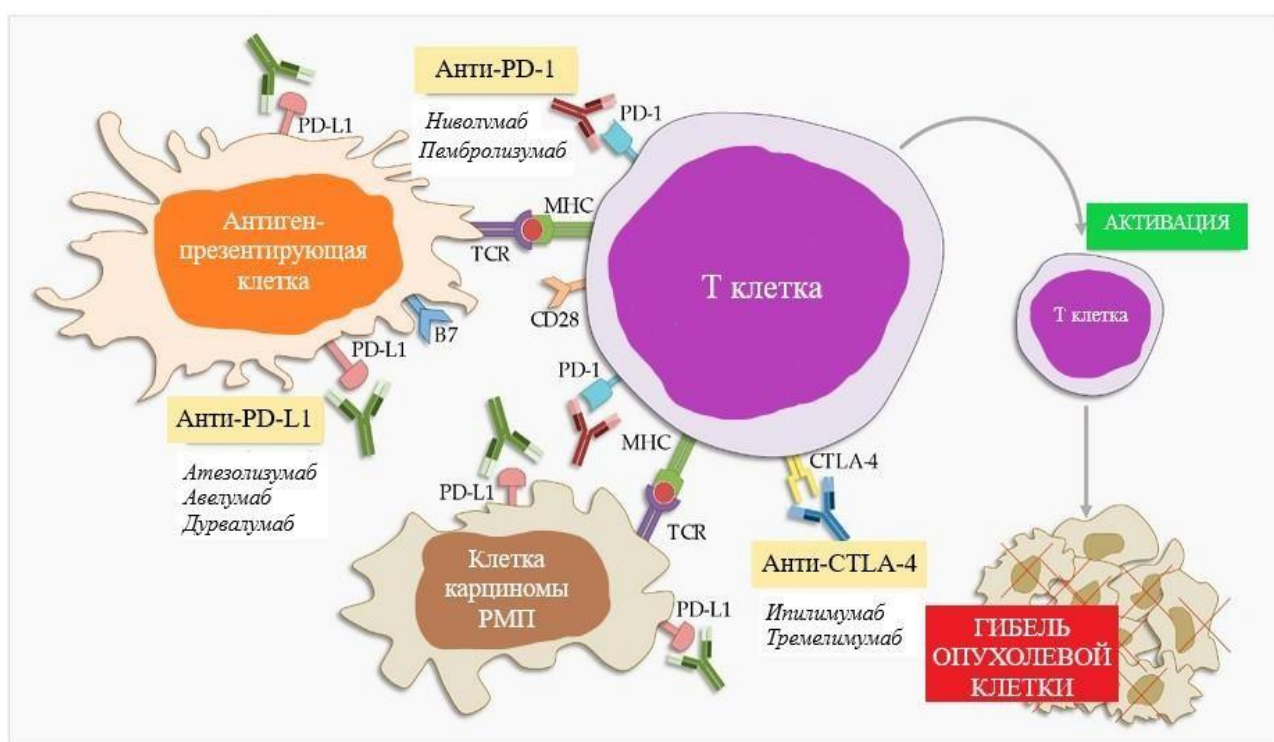 Анти-PD-1
Ниволумаб
Пембролизумаб
PD-L1
PD-1
Антиген-
презентирующая
клетка
TCR
MHC
CD28
B7
PD-L1
Т клетка
АКТИВАЦИЯ
Т клетка
Анти-PD-L1
Атезолизумаб
Авелумаб
Дурвалумаб
PD-1
MHC
PD-L1
TCR
Клетка
карциномы
РМП
PD-L1
CTLA-4
Анти-CTLA-4
Ипилимумаб
Тремелимумаб
ГИБЕЛЬ
ОПУХОЛЕВОЙ
КЛЕТКИ